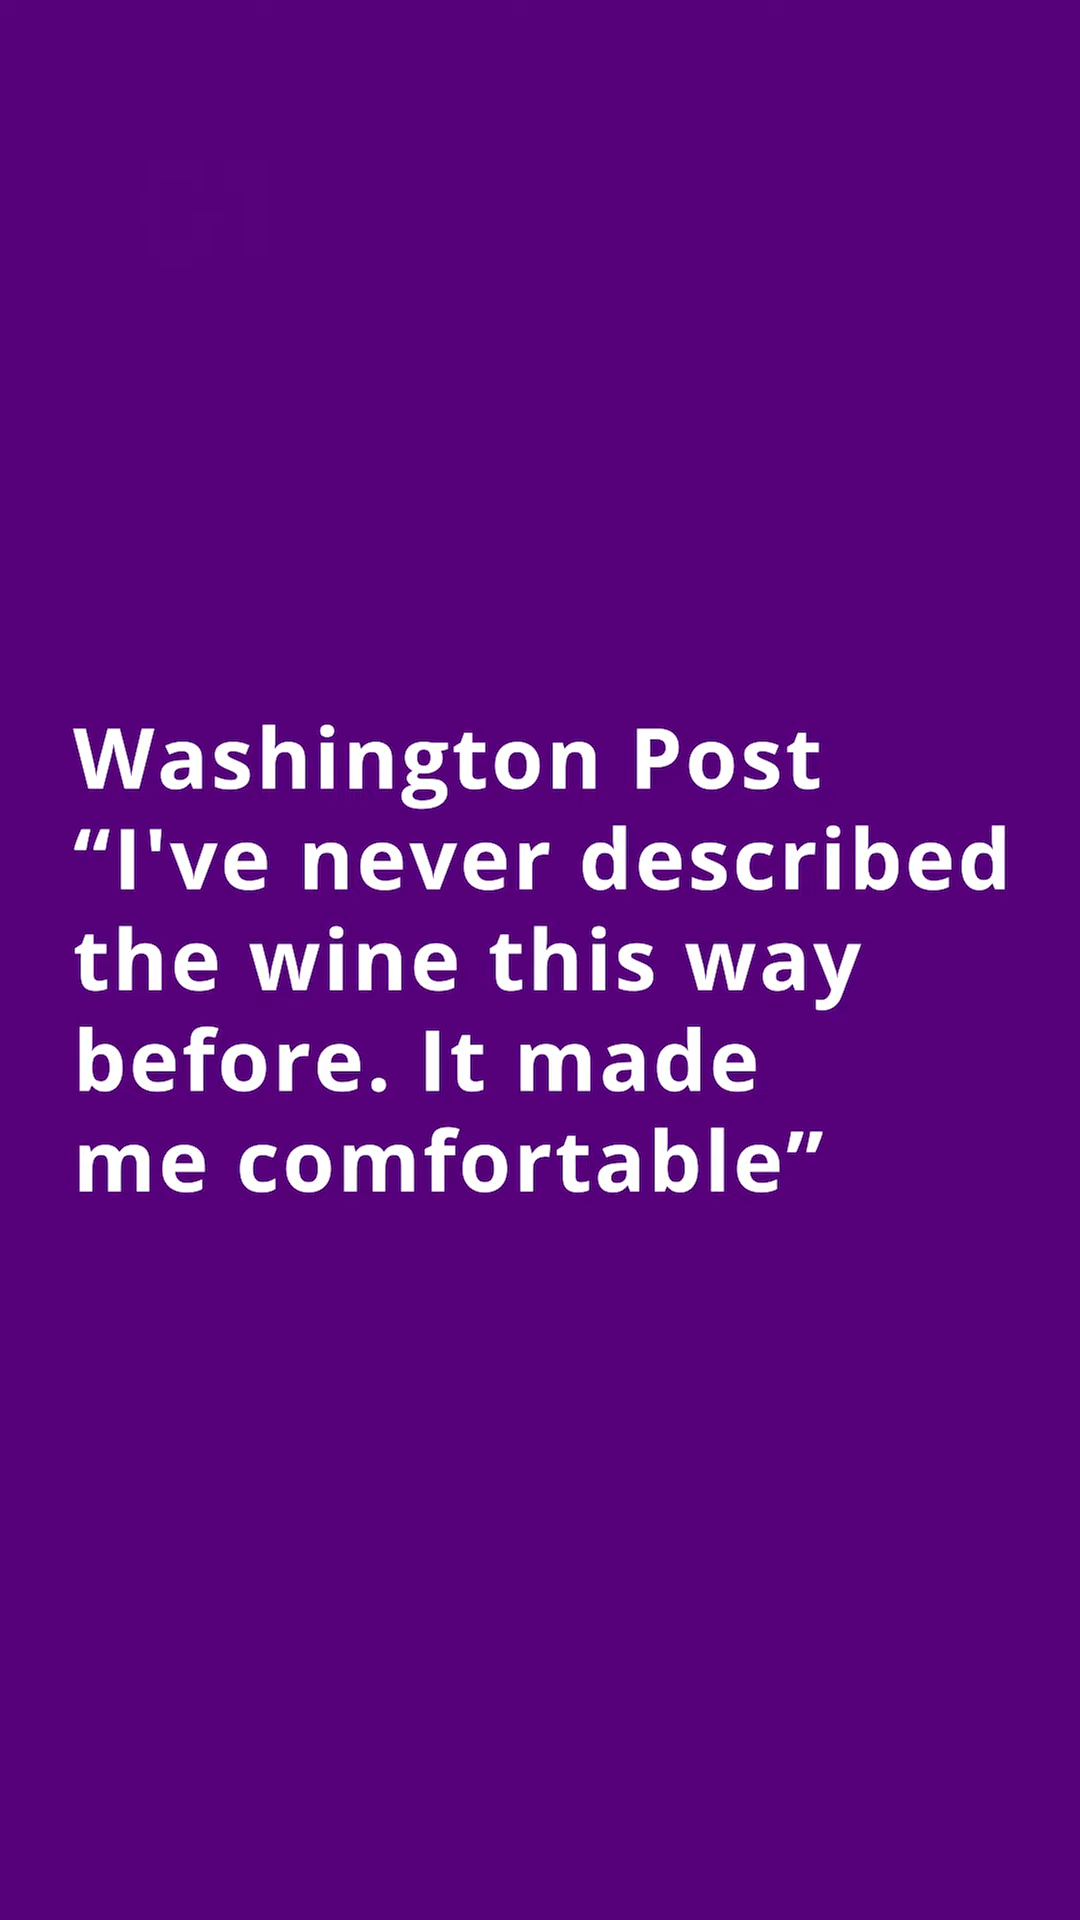 Washington Post
“I've never described
the wine this way
before. It made
me comfortable”